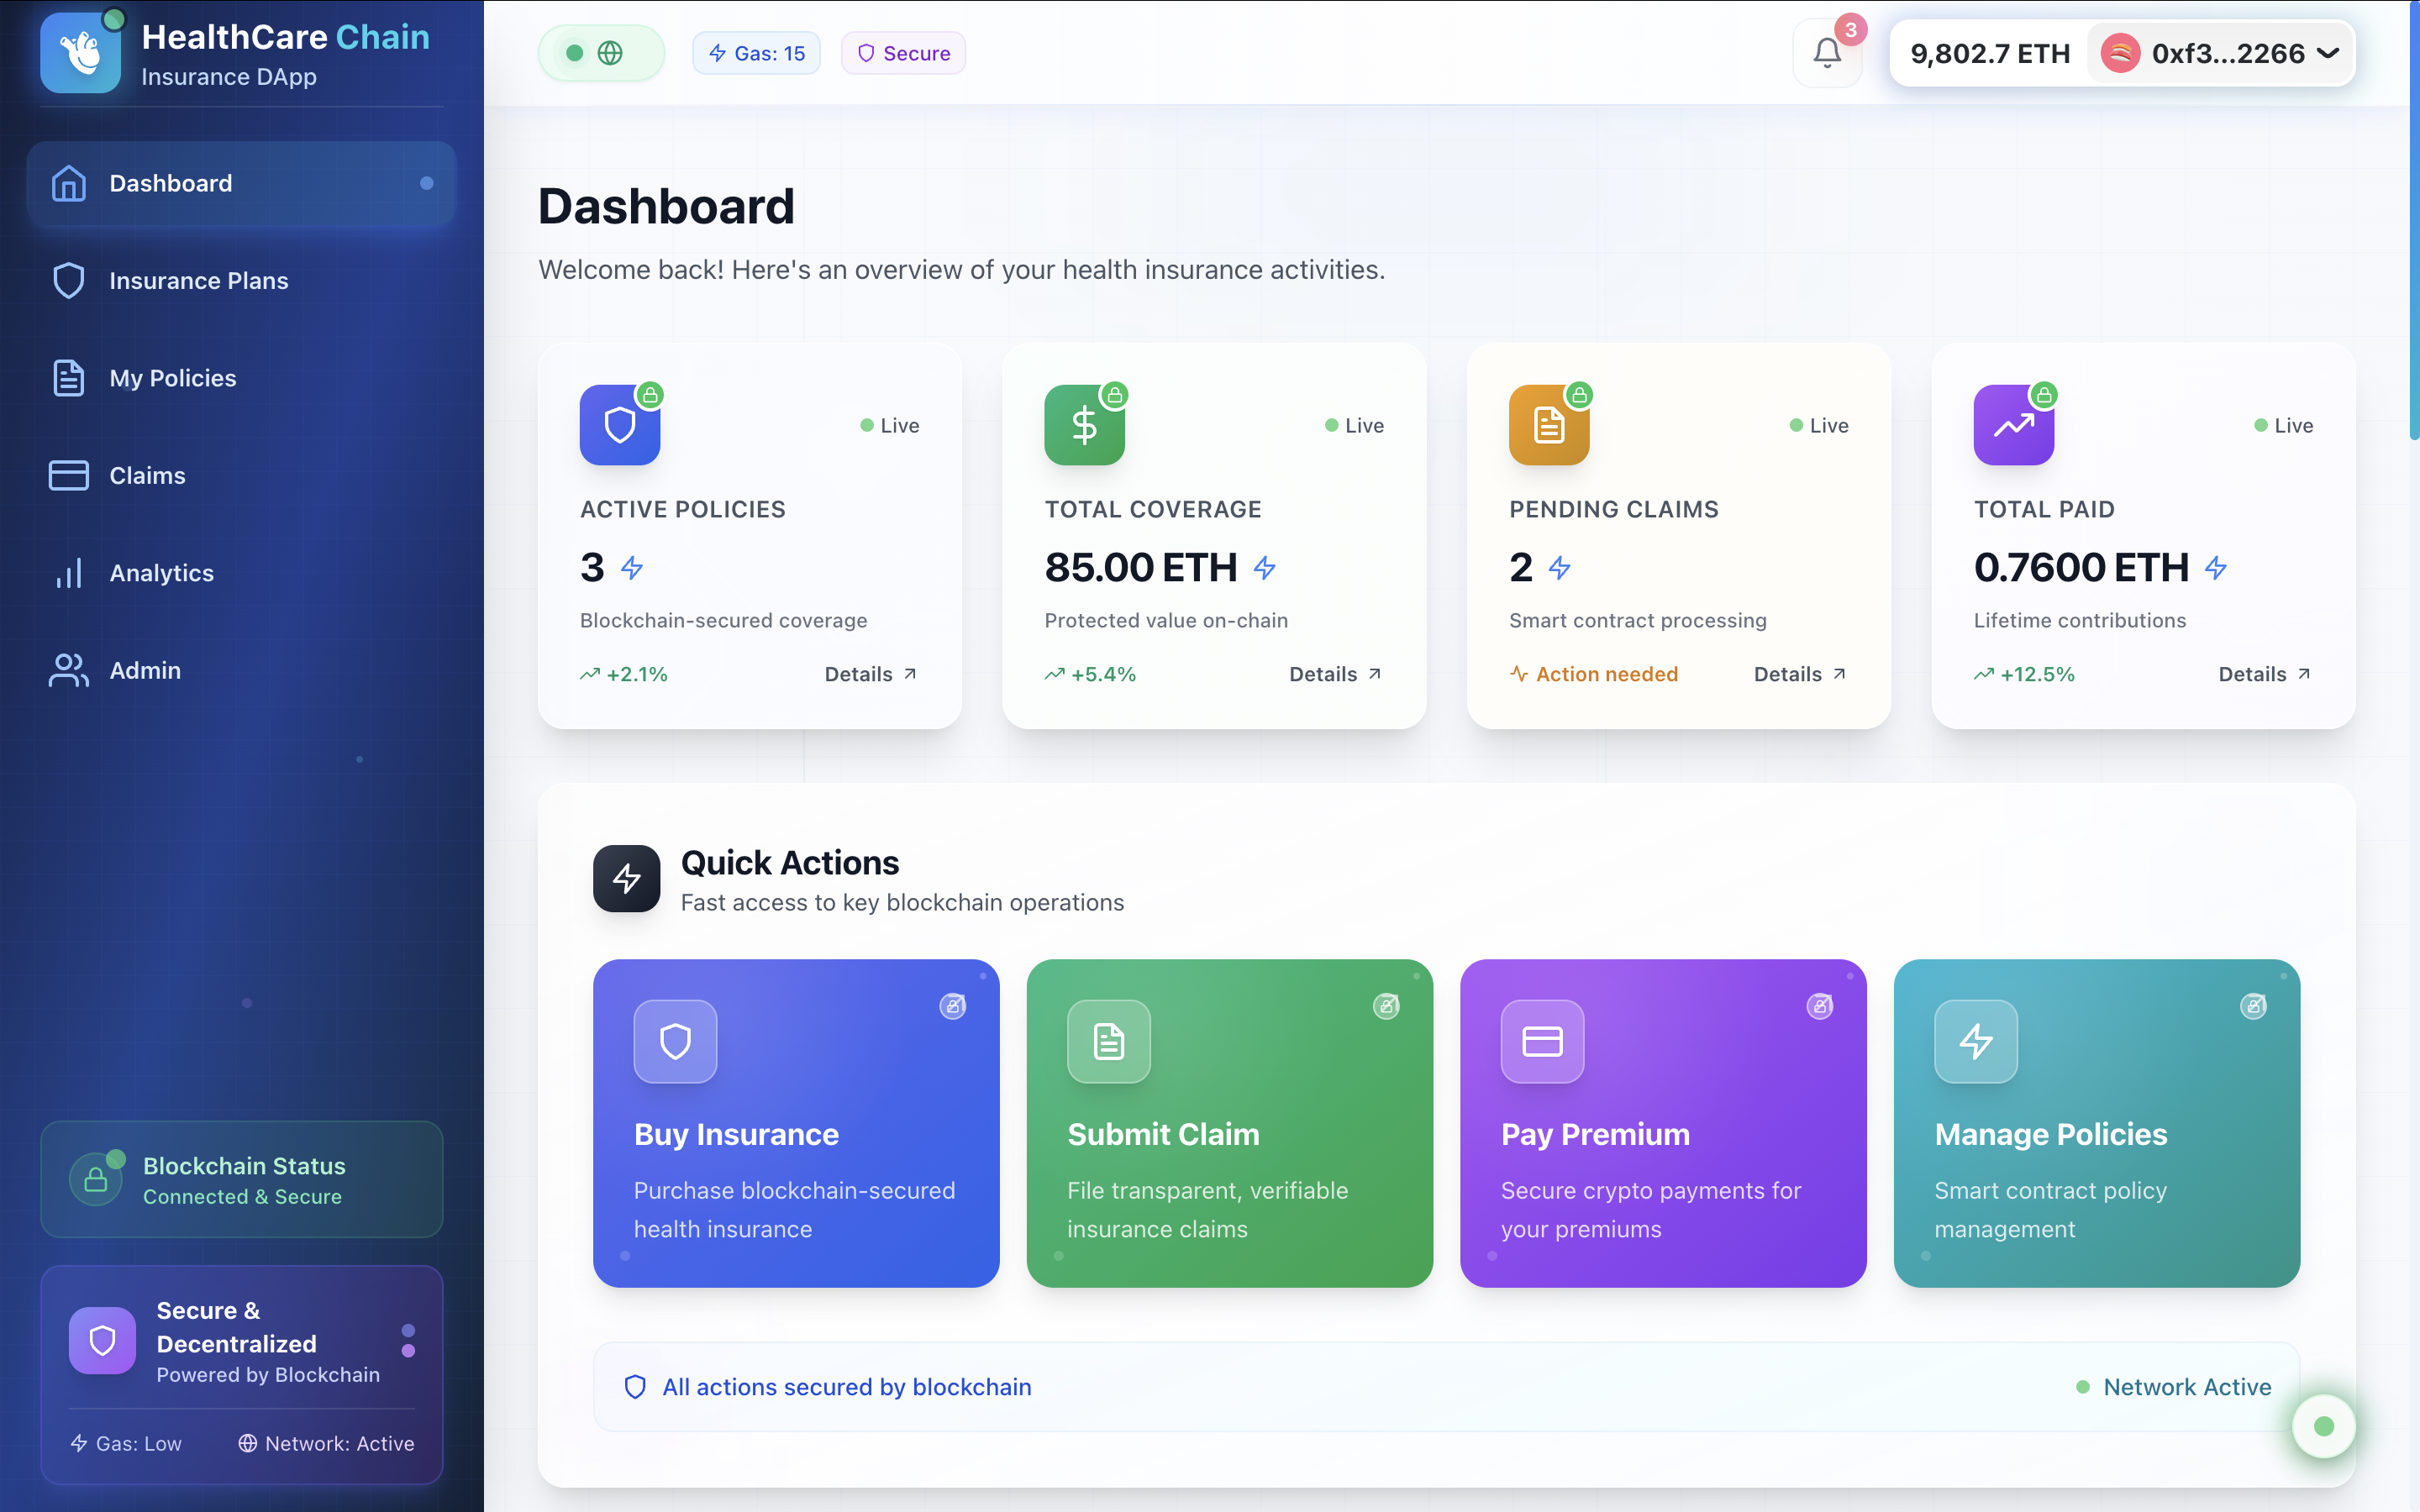 HealthCare Chain
Insurance DApp
Dashboard
Insurance Plans
My Policies
Claims
Analytics
Admin
Blockchain Status
Connected & Secure
Secure &
Decentralized
Powered by Blockchain
Gas: Low
Network: Active
Gas: 15
Secure
3
9,802.7 ETH
0xf3...2266
Dashboard
Welcome back! Here's an overview of your health insurance activities.
Live
ACTIVE POLICIES
3
Blockchain-secured coverage
+2.1%
Details
Live
TOTAL COVERAGE
85.00 ETH
Protected value on-chain
+5.4%
Details
Live
PENDING CLAIMS
2
Smart contract processing
Action needed
Details
Live
TOTAL PAID
0.7600 ETH
Lifetime contributions
+12.5%
Details
Quick Actions
Fast access to key blockchain operations
Buy Insurance
Purchase blockchain-secured
health insurance
Submit Claim
File transparent, verifiable
insurance claims
Pay Premium
Secure crypto payments for
your premiums
Manage Policies
Smart contract policy
management
All actions secured by blockchain
Network Active